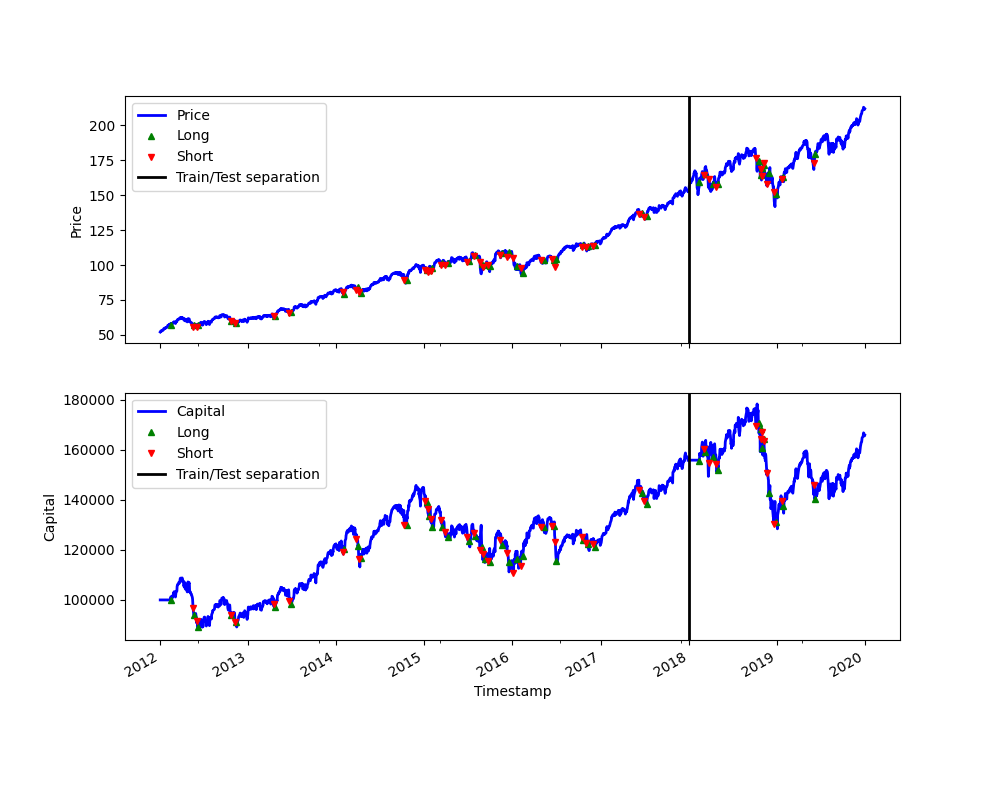 200
175
150
125
100
75
50
Price
Price
Long
Short
Train/Test separation
180000
160000
140000
120000
100000
Capital
Capital
Long
Short
Train/Test separation
2012
2013
2014
2015
2016
2017
2018
2019
2020
Timestamp